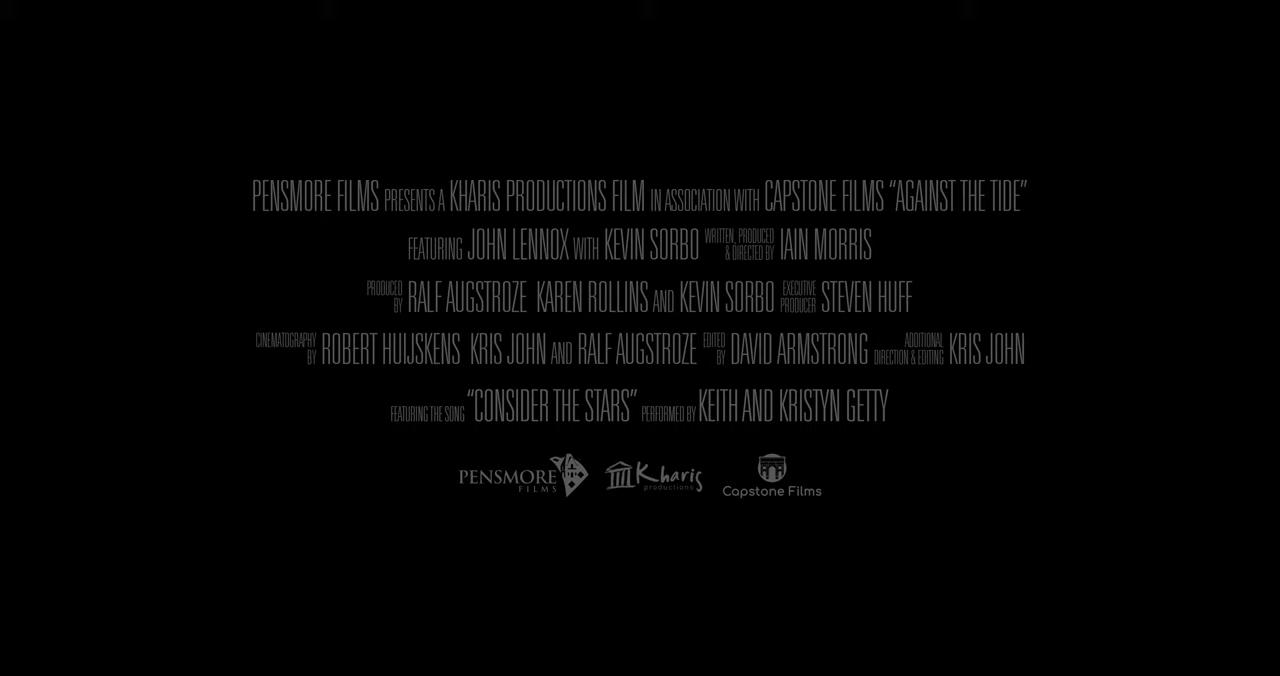 PENSMORE FILMS PRESENTS A KHARIS PRODUCTIONS FILM IN ASSOCIATION WITH CAPSTONE FILMS “AGAINST THE TIDE”
FEATURING JOHN LENNOX WITH KEVIN SORBO WRITTEN, PRODUCED & DIRECTED BY IAIN MORRIS
PRODUCED BY RALF AUGSTROZE KAREN ROLLINS AND KEVIN SORBO EXECUTIVE PRODUCER STEVEN HUFF
CINEMATOGRAPHY BY ROBERT HUIJSKENS KRIS JOHN AND RALF AUGSTROZE EDITED BY DAVID ARMSTRONG ADDITIONAL DIRECTION & EDITING KRIS JOHN
FEATURING THE SONG “CONSIDER THE STARS” PERFORMED BY KEITH AND KRISTYN GETTY
PENSMORE FILMS
Kharis productions
Capstone Films